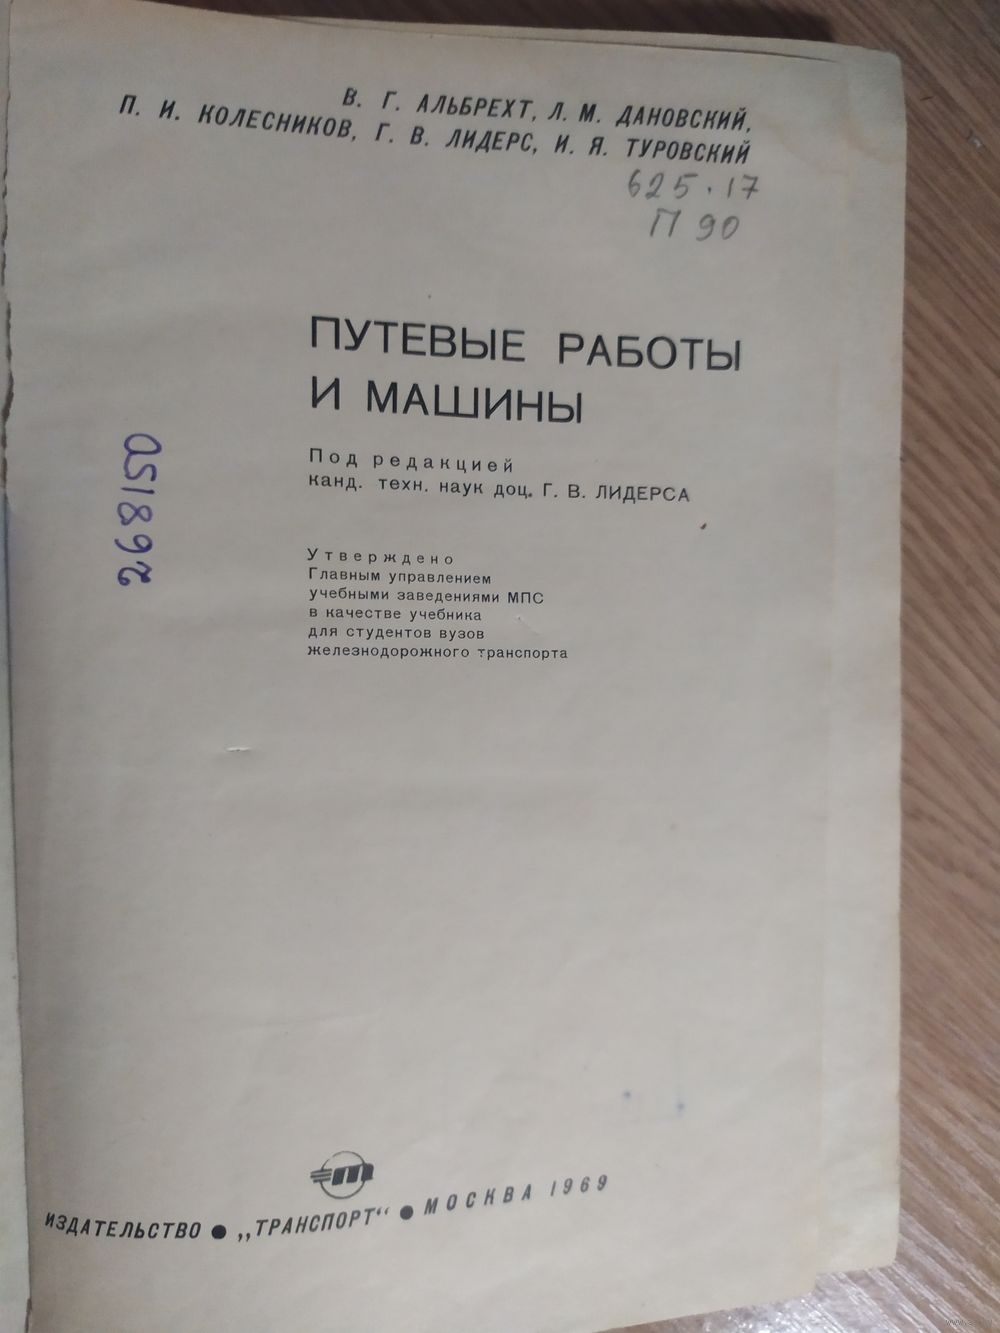 В. Г. АЛЬБРЕХТ, Л. М. ДАНОВСКИЙ,
П. И. КОЛЕСНИКОВ, Г. В. ЛИДЕРС, И. Я. ТУРОВСКИЙ
625.17
П 90
ПУТЕВЫЕ РАБОТЫ
И МАШИНЫ
Под редакцией
канд. техн. наук доц. Г. В. ЛИДЕРСА
051892
Утверждено
Главным управлением
учебными заведениями МПС
в качестве учебника
для студентов вузов
железнодорожного транспорта
ИЗДАТЕЛЬСТВО ● „ТРАНСПОРТ“ ● МОСКВА 1969